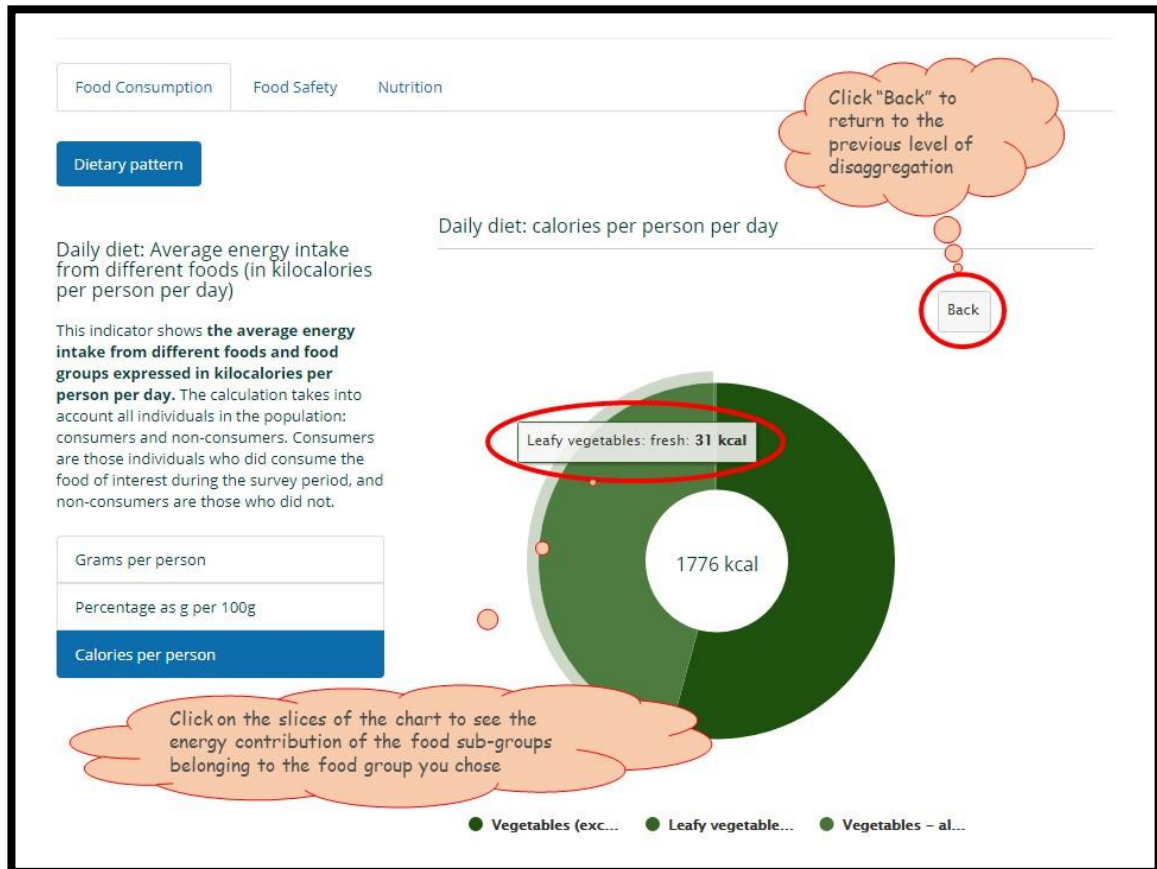 Food Consumption
Food Safety
Nutrition
Click "Back" to
return to the
previous level of
disaggregation
Dietary pattern
Daily diet: calories per person per day
Daily diet: Average energy intake
from different foods (in kilocalories
per person per day)
Back
This indicator shows the average energy
intake from different foods and food
groups expressed in kilocalories per
person per day. The calculation takes into
account all individuals in the population:
consumers and non-consumers. Consumers
are those individuals who did consume the
food of interest during the survey period, and
non-consumers are those who did not.
Leafy vegetables: fresh: 31 kcal
1776 kcal
Grams per person
Percentage as g per 100g
Calories per person
Click on the slices of the chart to see the
energy contribution of the food sub-groups
belonging to the food group you chose
Vegetables (exc...
Leafy vegetable...
Vegetables – al...